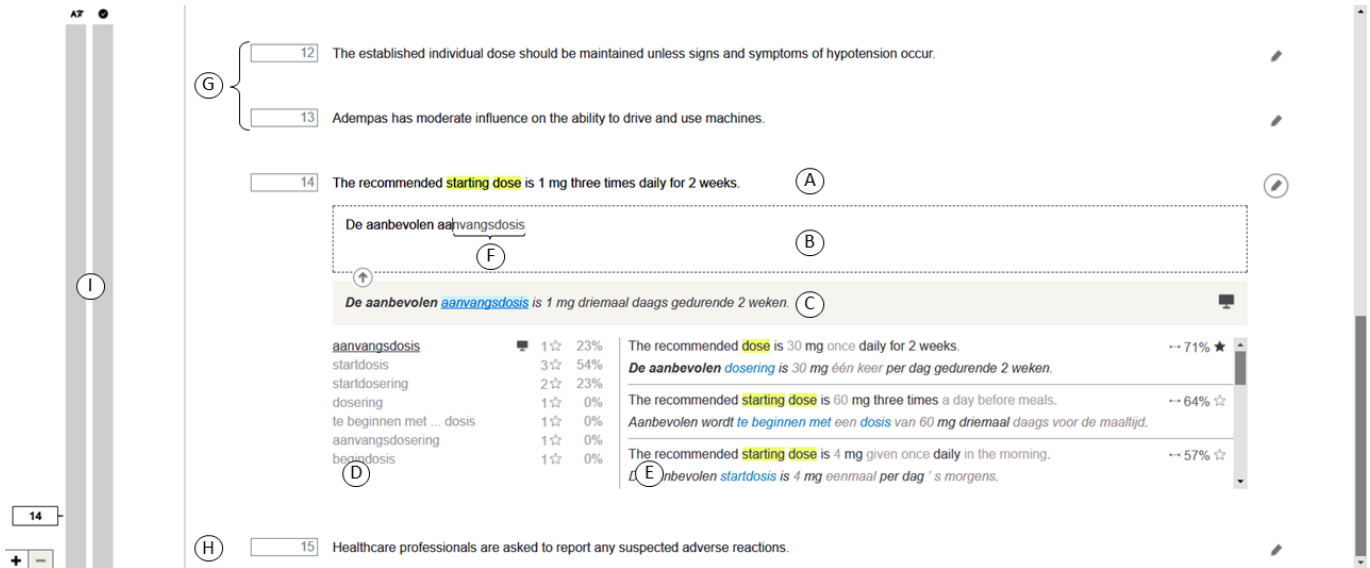 A
G
12 The established individual dose should be maintained unless signs and symptoms of hypotension occur.
13 Adempas has moderate influence on the ability to drive and use machines.
14 The recommended starting dose is 1 mg three times daily for 2 weeks. A
De aanbevolen aanvangsdosis
F
B
I
De aanbevolen aanvangsdosis is 1 mg driemaal daags gedurende 2 weken. C
aanvangsdosis 1☆ 23%
startdosis 3☆ 54%
startdosering 2☆ 23%
dosering 1☆ 0%
te beginnen met ... dosis 1☆ 0%
aanvangsdosering 1☆ 0%
begindosis 1☆ 0%
D
The recommended dose is 30 mg once daily for 2 weeks. ↔ 71% ★
De aanbevolen dosering is 30 mg één keer per dag gedurende 2 weken.
The recommended starting dose is 60 mg three times a day before meals. ↔ 64% ☆
Aanbevolen wordt te beginnen met een dosis van 60 mg driemaal daags voor de maaltijd.
The recommended starting dose is 4 mg given once daily in the morning. ↔ 57% ☆
E nbevolen startdosis is 4 mg eenmaal per dag ' s morgens.
14
+ −
H
15 Healthcare professionals are asked to report any suspected adverse reactions.